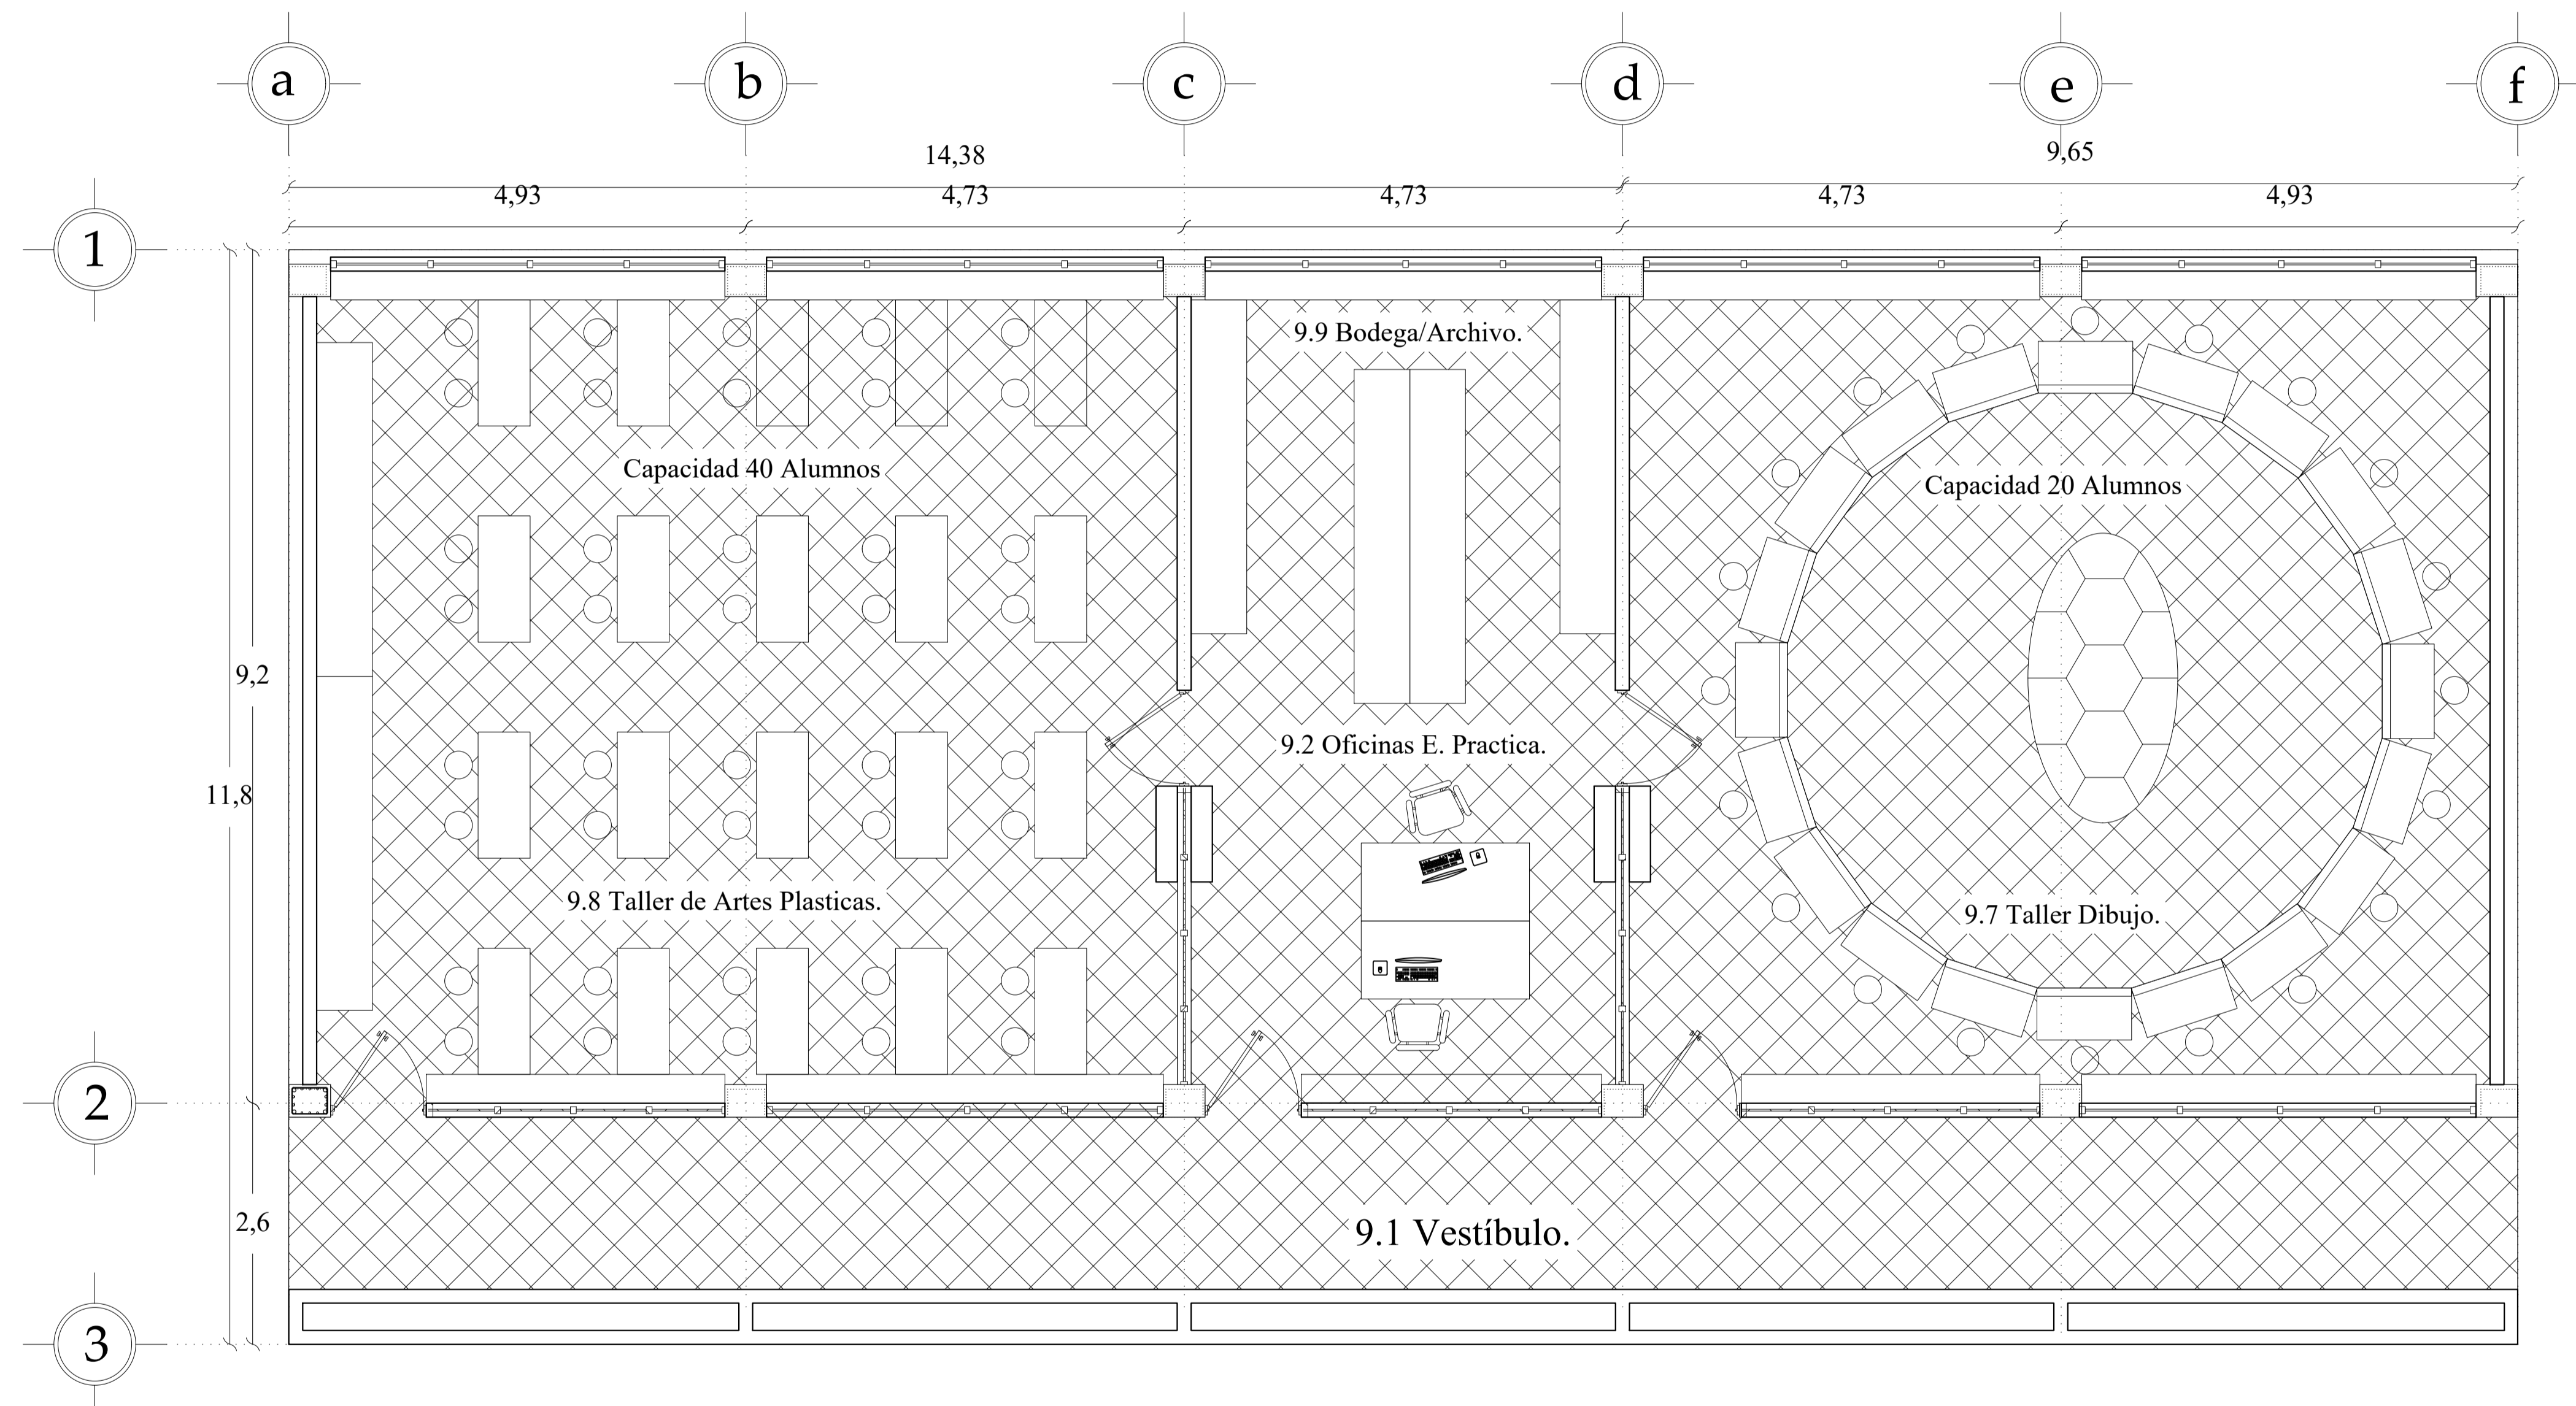 a
b
c
d
e
f
14,38
9,65
4,93
4,73
4,73
4,73
4,93
1
9.9 Bodega/Archivo.
Capacidad 40 Alumnos
Capacidad 20 Alumnos
9,2
9.2 Oficinas E. Practica.
11,8
9.8 Taller de Artes Plasticas.
9.7 Taller Dibujo.
2
2,6
9.1 Vestíbulo.
3